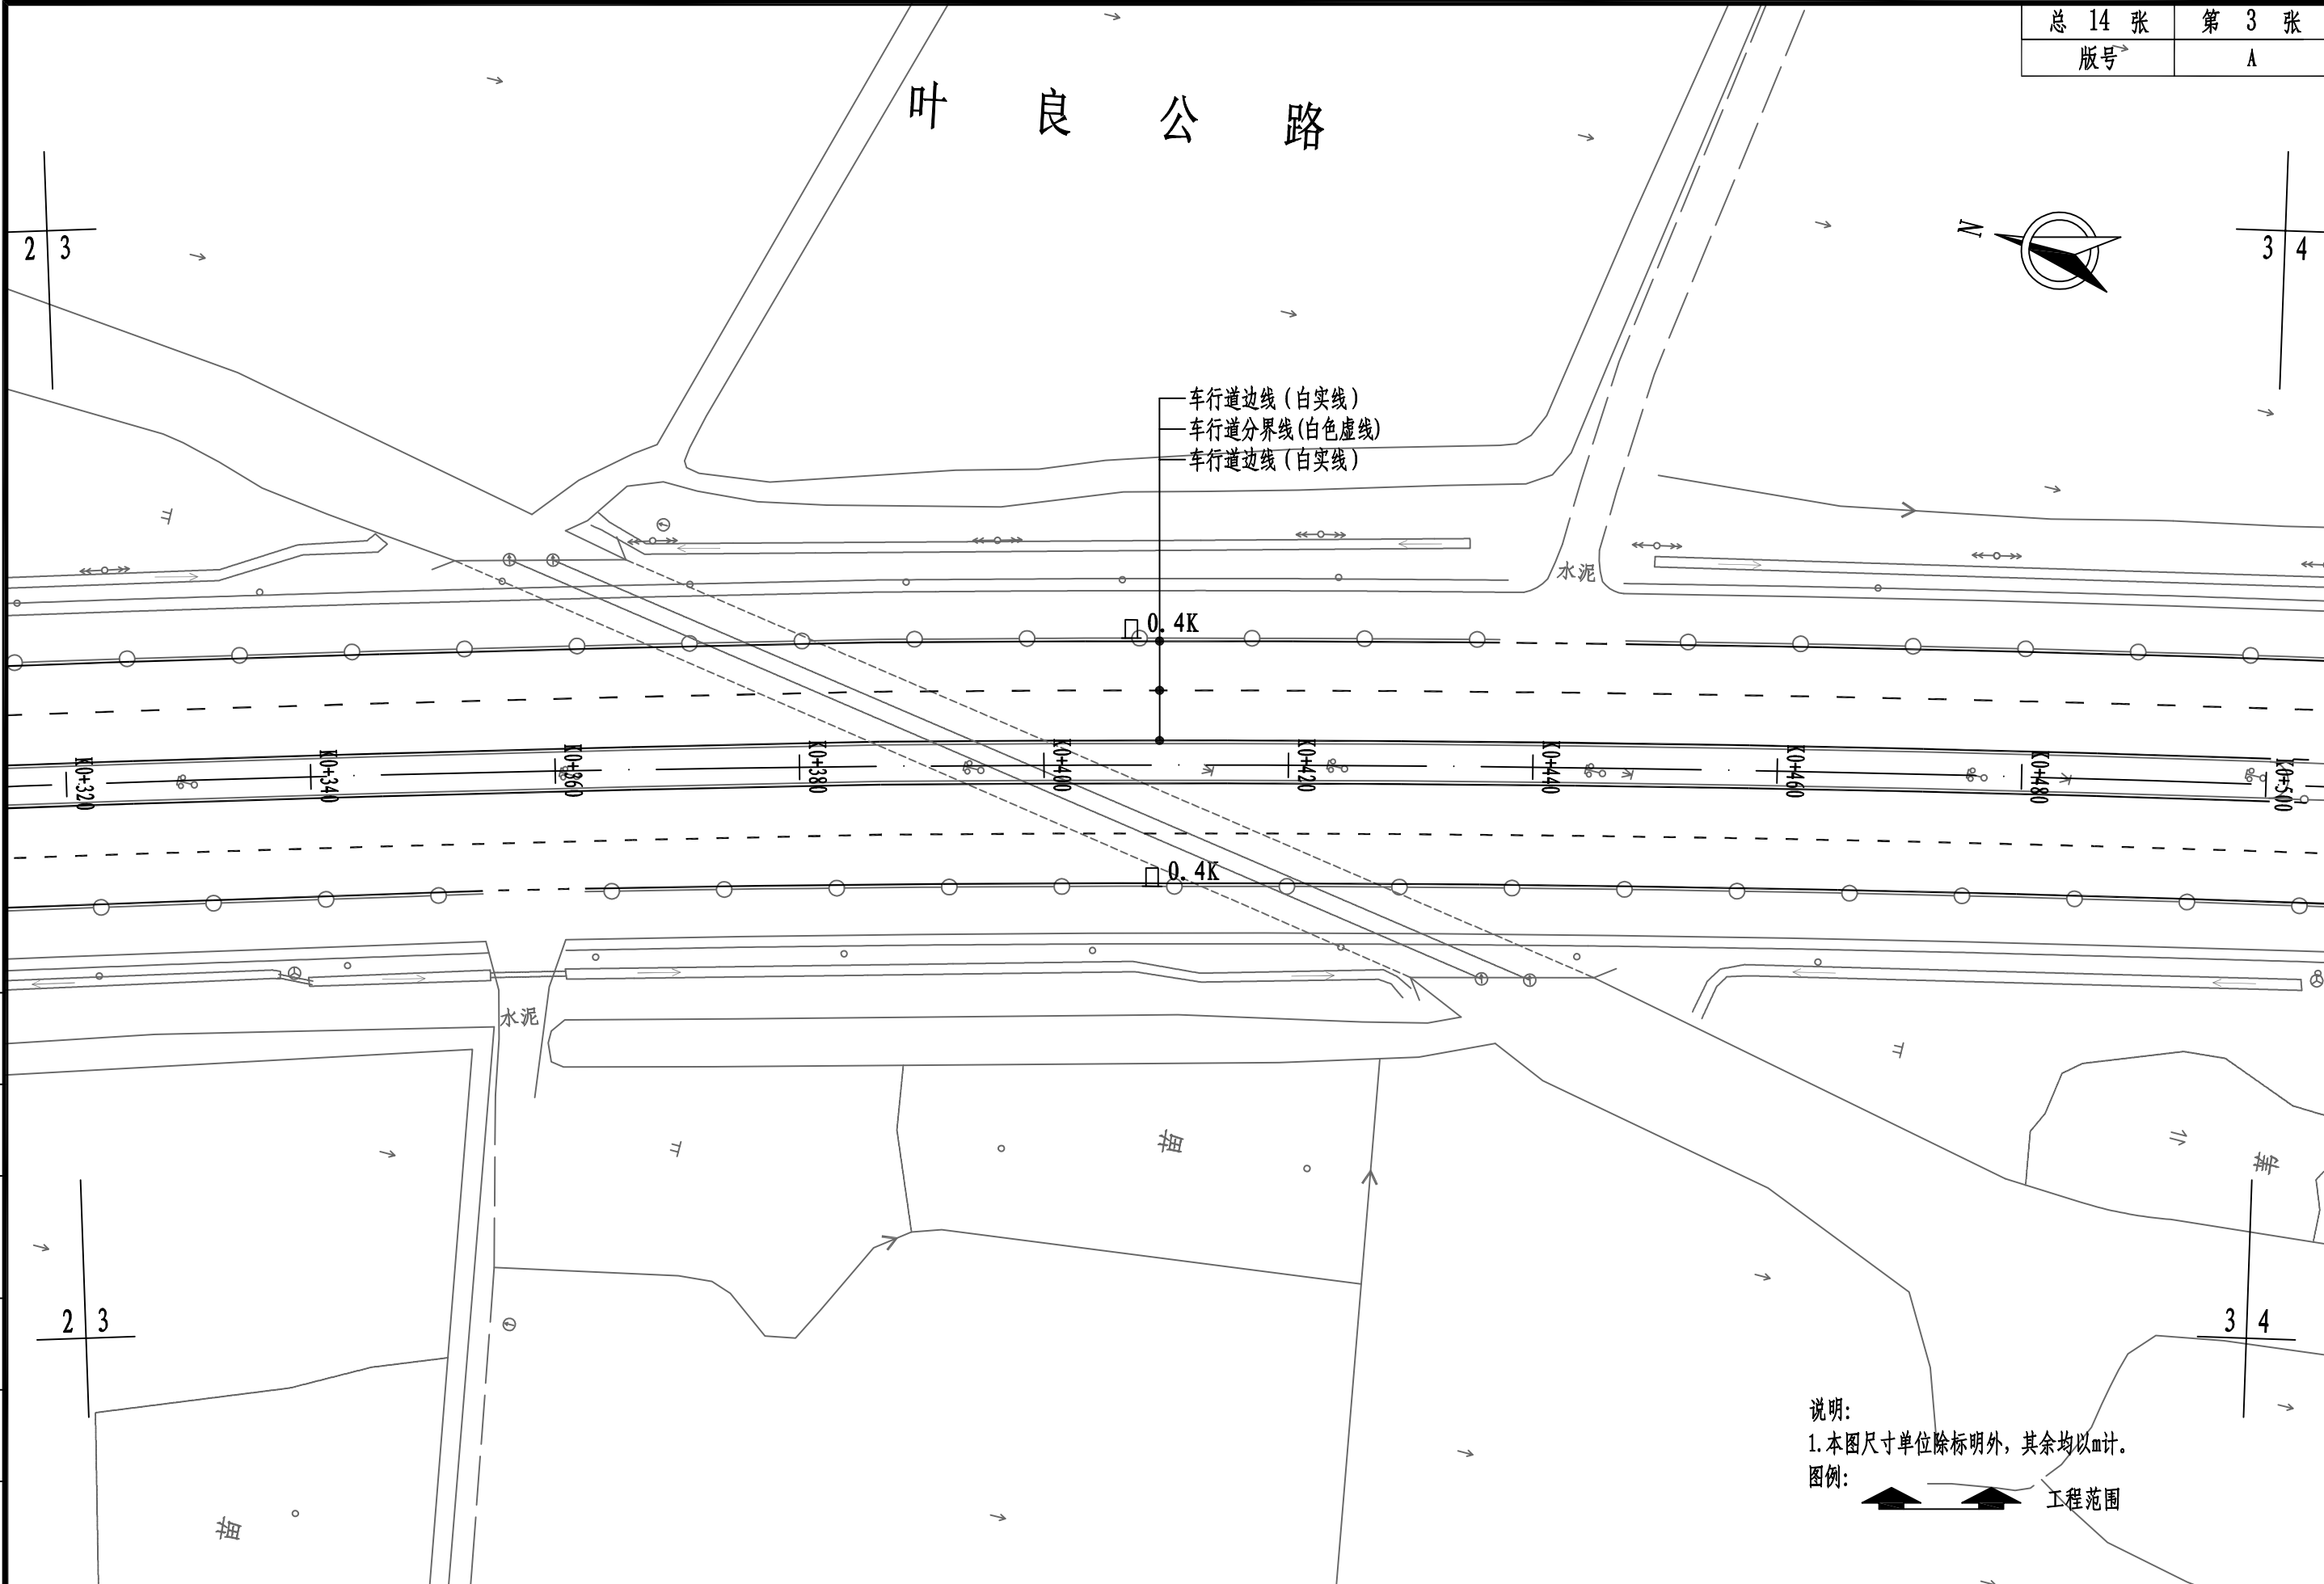 总 14 张 第 3 张
版号 A
叶良公路
N
2 3
3 4
车行道边线（白实线）
车行道分界线(白色虚线)
车行道边线（白实线）
水泥
0.4K
K0+320
K0+340
K0+360
K0+380
K0+400
K0+420
K0+440
K0+460
K0+480
K0+500
0.4K
水泥
2 3
3 4
说明:
1.本图尺寸单位除标明外，其余均以m计。
图例:
工程范围